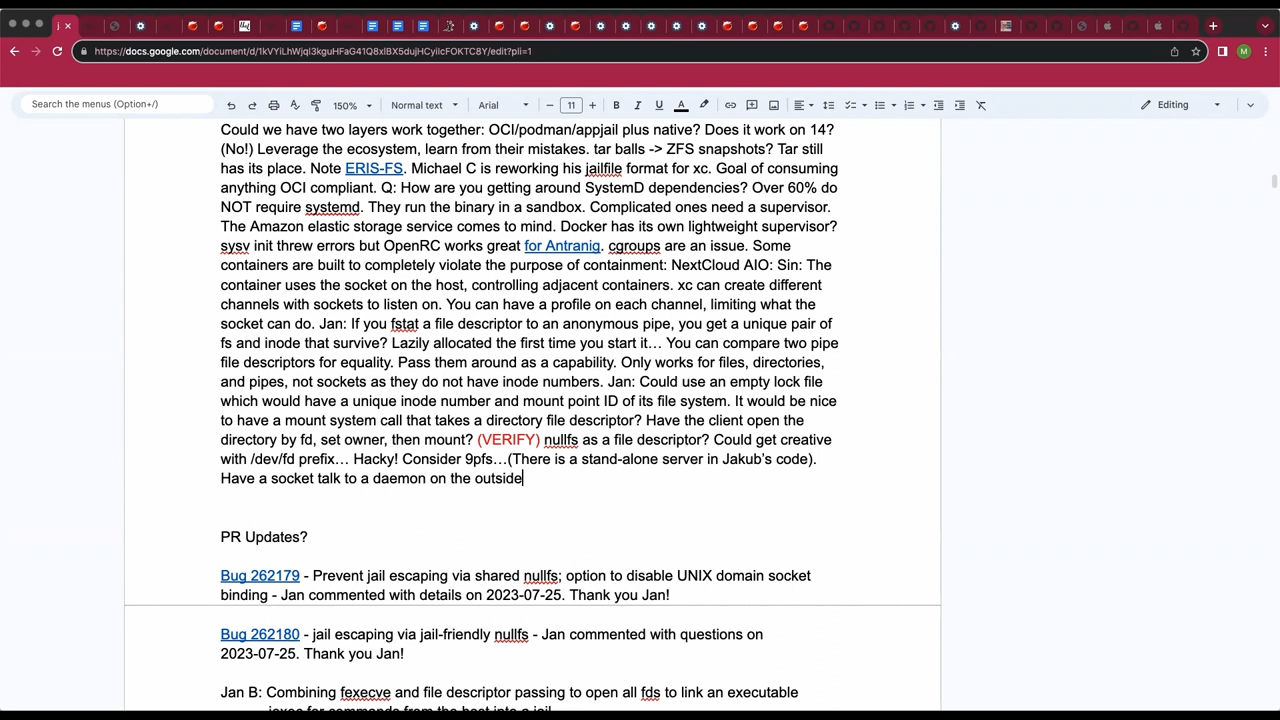 https://docs.google.com/document/d/1kVYiLhWjqI3kguHFaG41Q8xlBX5dujHCyiIcFOKTC8Y/edit?pli=1
M
Search the menus (Option+/)
150%
Normal text
Arial
11
Editing
Could we have two layers work together: OCI/podman/appjail plus native? Does it work on 14?
(No!) Leverage the ecosystem, learn from their mistakes. tar balls -> ZFS snapshots? Tar still
has its place. Note ERIS-FS. Michael C is reworking his jailfile format for xc. Goal of consuming
anything OCI compliant. Q: How are you getting around SystemD dependencies? Over 60% do
NOT require systemd. They run the binary in a sandbox. Complicated ones need a supervisor.
The Amazon elastic storage service comes to mind. Docker has its own lightweight supervisor?
sysv init threw errors but OpenRC works great for Antranig. cgroups are an issue. Some
containers are built to completely violate the purpose of containment: NextCloud AIO: Sin: The
container uses the socket on the host, controlling adjacent containers. xc can create different
channels with sockets to listen on. You can have a profile on each channel, limiting what the
socket can do. Jan: If you fstat a file descriptor to an anonymous pipe, you get a unique pair of
fs and inode that survive? Lazily allocated the first time you start it… You can compare two pipe
file descriptors for equality. Pass them around as a capability. Only works for files, directories,
and pipes, not sockets as they do not have inode numbers. Jan: Could use an empty lock file
which would have a unique inode number and mount point ID of its file system. It would be nice
to have a mount system call that takes a directory file descriptor? Have the client open the
directory by fd, set owner, then mount? (VERIFY) nullfs as a file descriptor? Could get creative
with /dev/fd prefix… Hacky! Consider 9pfs…(There is a stand-alone server in Jakub's code).
Have a socket talk to a daemon on the outside
PR Updates?
Bug 262179 - Prevent jail escaping via shared nullfs; option to disable UNIX domain socket
binding - Jan commented with details on 2023-07-25. Thank you Jan!
Bug 262180 - jail escaping via jail-friendly nullfs - Jan commented with questions on
2023-07-25. Thank you Jan!
Jan B: Combining fexecve and file descriptor passing to open all fds to link an executable